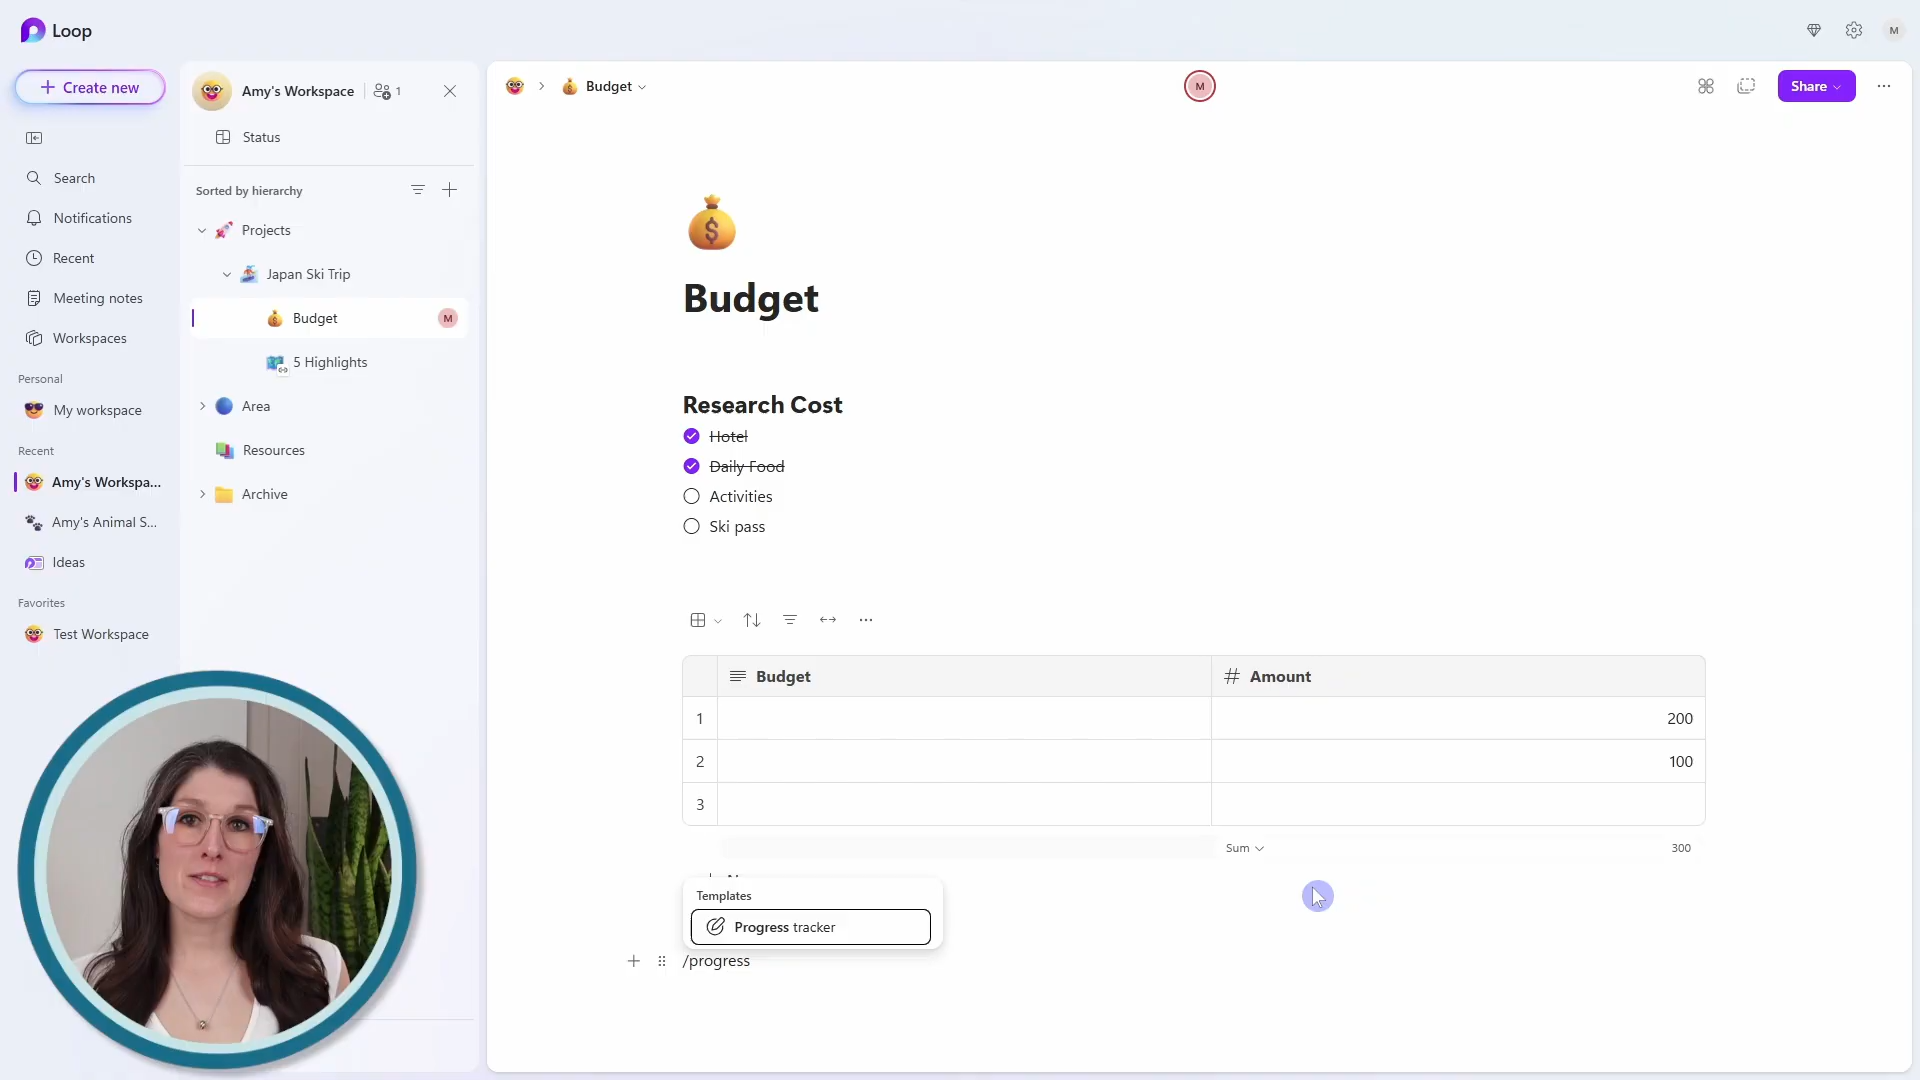 Loop
M
Create new
Amy's Workspace
1
Budget
M
Share
Status
Search
Sorted by hierarchy
Notifications
Projects
Recent
Japan Ski Trip
Meeting notes
Budget
M
Workspaces
5 Highlights
Personal
My workspace
Area
Recent
Resources
Amy's Workspa...
Archive
Amy's Animal S...
Ideas
Favorites
Test Workspace
$
Budget
Research Cost
Hotel
Daily Food
Activities
Ski pass
Budget
# Amount
1
200
2
100
3
Sum
300
Templates
Progress tracker
/progress